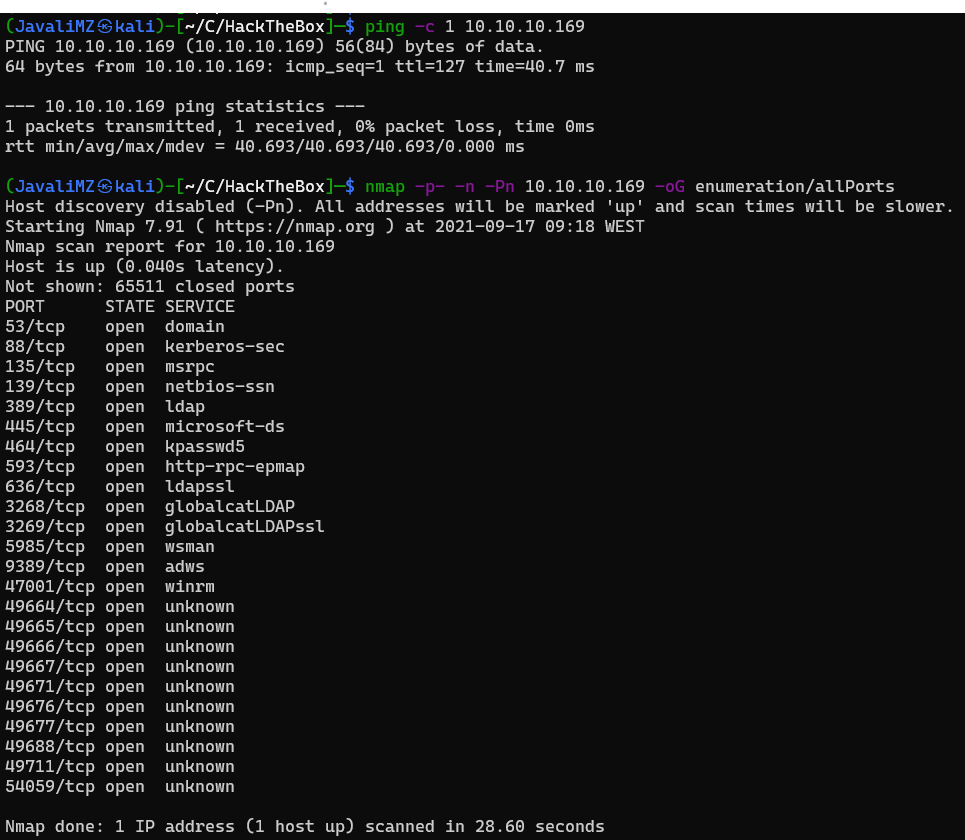 (JavaliMZ㉿kali)-[~/C/HackTheBox]-$ ping -c 1 10.10.10.169
PING 10.10.10.169 (10.10.10.169) 56(84) bytes of data.
64 bytes from 10.10.10.169: icmp_seq=1 ttl=127 time=40.7 ms
--- 10.10.10.169 ping statistics ---
1 packets transmitted, 1 received, 0% packet loss, time 0ms
rtt min/avg/max/mdev = 40.693/40.693/40.693/0.000 ms
(JavaliMZ㉿kali)-[~/C/HackTheBox]-$ nmap -p- -n -Pn 10.10.10.169 -oG enumeration/allPorts
Host discovery disabled (-Pn). All addresses will be marked 'up' and scan times will be slower.
Starting Nmap 7.91 ( https://nmap.org ) at 2021-09-17 09:18 WEST
Nmap scan report for 10.10.10.169
Host is up (0.040s latency).
Not shown: 65511 closed ports
PORT      STATE SERVICE
53/tcp    open  domain
88/tcp    open  kerberos-sec
135/tcp   open  msrpc
139/tcp   open  netbios-ssn
389/tcp   open  ldap
445/tcp   open  microsoft-ds
464/tcp   open  kpasswd5
593/tcp   open  http-rpc-epmap
636/tcp   open  ldapssl
3268/tcp  open  globalcatLDAP
3269/tcp  open  globalcatLDAPssl
5985/tcp  open  wsman
9389/tcp  open  adws
47001/tcp open  winrm
49664/tcp open  unknown
49665/tcp open  unknown
49666/tcp open  unknown
49667/tcp open  unknown
49671/tcp open  unknown
49676/tcp open  unknown
49677/tcp open  unknown
49688/tcp open  unknown
49711/tcp open  unknown
54059/tcp open  unknown
Nmap done: 1 IP address (1 host up) scanned in 28.60 seconds